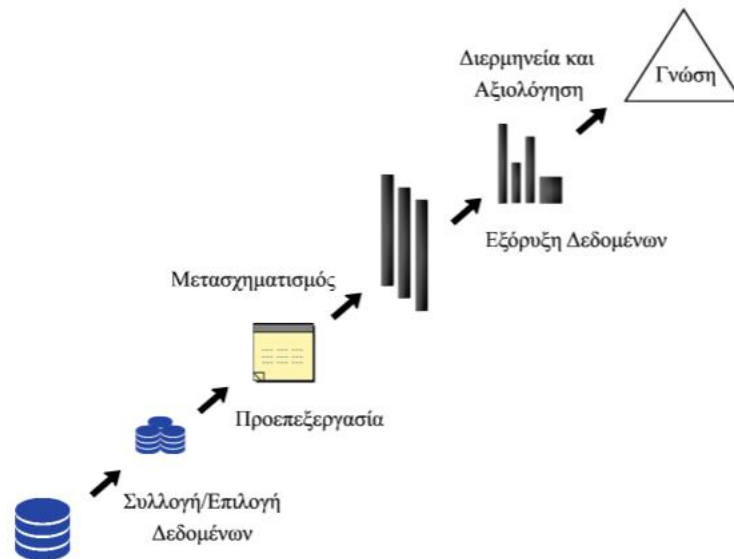 Διερμηνεία και
Αξιολόγηση
Γνώση
Εξόρυξη Δεδομένων
Μετασχηματισμός
Προεπεξεργασία
Συλλογή/Επιλογή
Δεδομένων